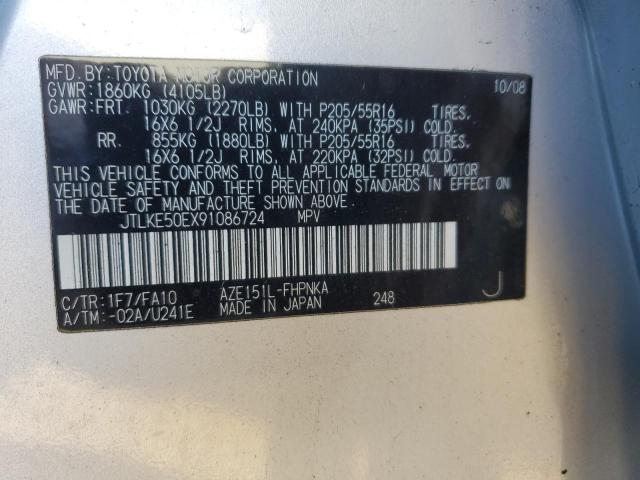 MFD. BY: TOYOTA MOTOR CORPORATION 10/08
GVWR: 1860KG (4105LB)
GAWR: FRT. 1030KG (2270LB) WITH P205/55R16 TIRES,
16X6 1/2J RIMS, AT 240KPA (35PSI) COLD.
RR. 855KG (1880LB) WITH P205/55R16 TIRES,
16X6 1/2J RIMS, AT 220KPA (32PSI) COLD.
THIS VEHICLE CONFORMS TO ALL APPLICABLE FEDERAL MOTOR
VEHICLE SAFETY AND THEFT PREVENTION STANDARDS IN EFFECT ON
THE DATE OF MANUFACTURE SHOWN ABOVE.
JTLKE50EX91086724 MPV
C/TR: 1F7/FA10 AZE151L-FHPNKA 248 J
A/TM: -02A/U241E MADE IN JAPAN